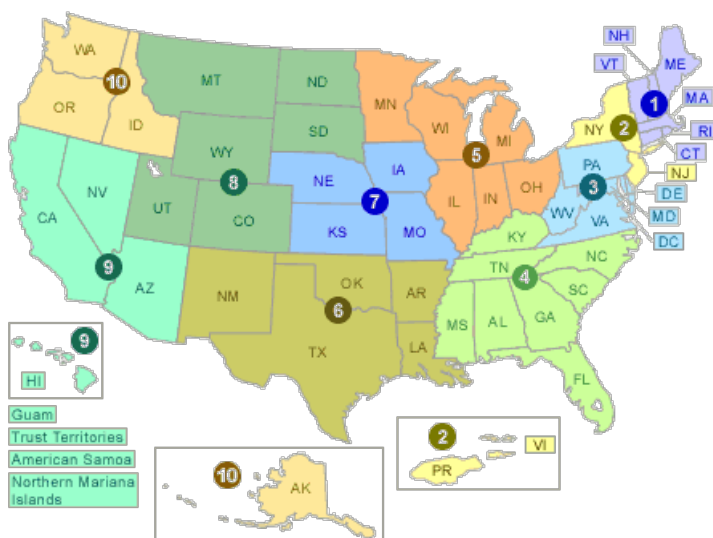 NH
VT
ME
MA
1
RI
CT
WA
10
OR
ID
MT
ND
SD
WY
8
UT
CO
MN
WI
MI
5
IL
IN
OH
NY
2
NJ
PA
3
DE
MD
DC
WV
VA
NE
IA
7
KS
MO
NV
CA
9
AZ
NM
OK
AR
6
TX
LA
KY
TN
NC
4
SC
MS
AL
GA
FL
9
HI
Guam
Trust Territories
American Samoa
Northern Mariana
Islands
10
AK
2
VI
PR